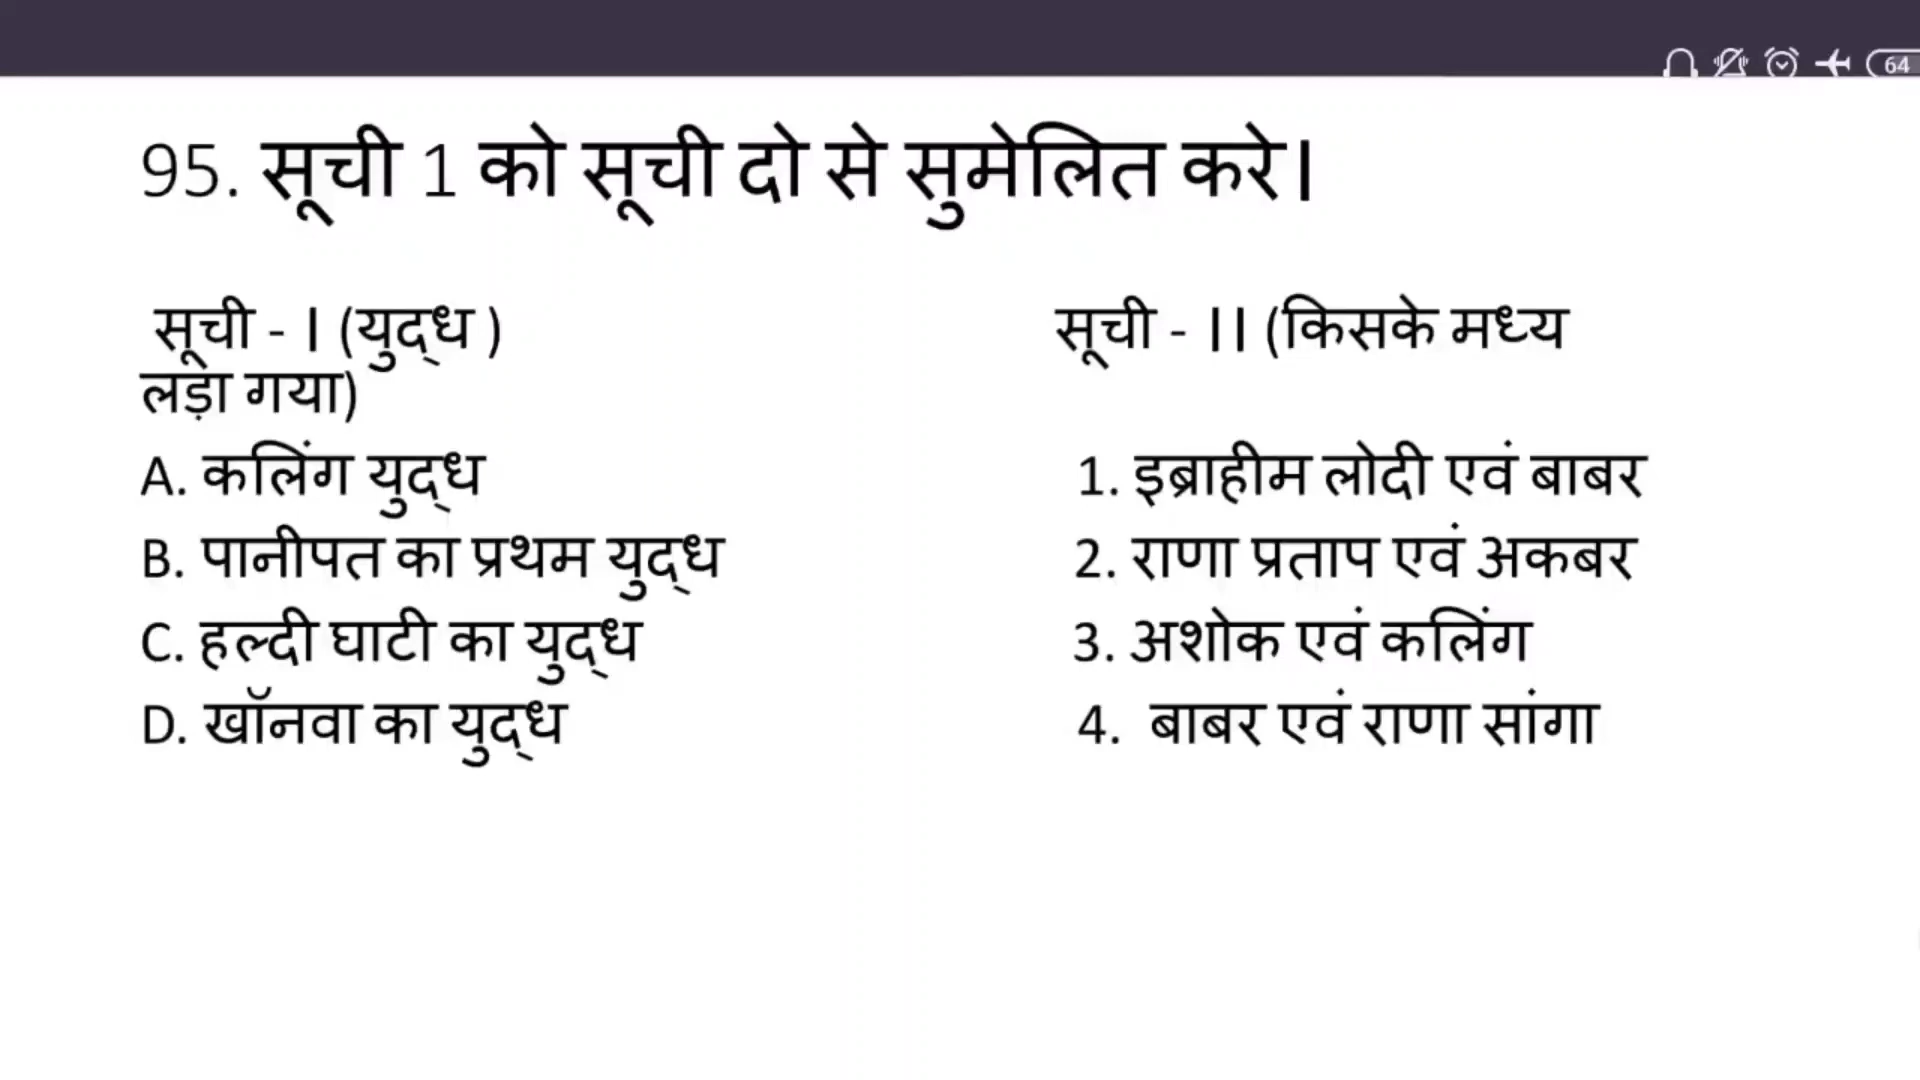 64
95. सूची 1 को सूची दो से सुमेलित करे।
सूची - I (युद्ध ) सूची - II (किसके मध्य
लड़ा गया)
A. कलिंग युद्ध 1. इब्राहीम लोदी एवं बाबर
B. पानीपत का प्रथम युद्ध 2. राणा प्रताप एवं अकबर
C. हल्दी घाटी का युद्ध 3. अशोक एवं कलिंग
D. खॉनवा का युद्ध 4. बाबर एवं राणा सांगा